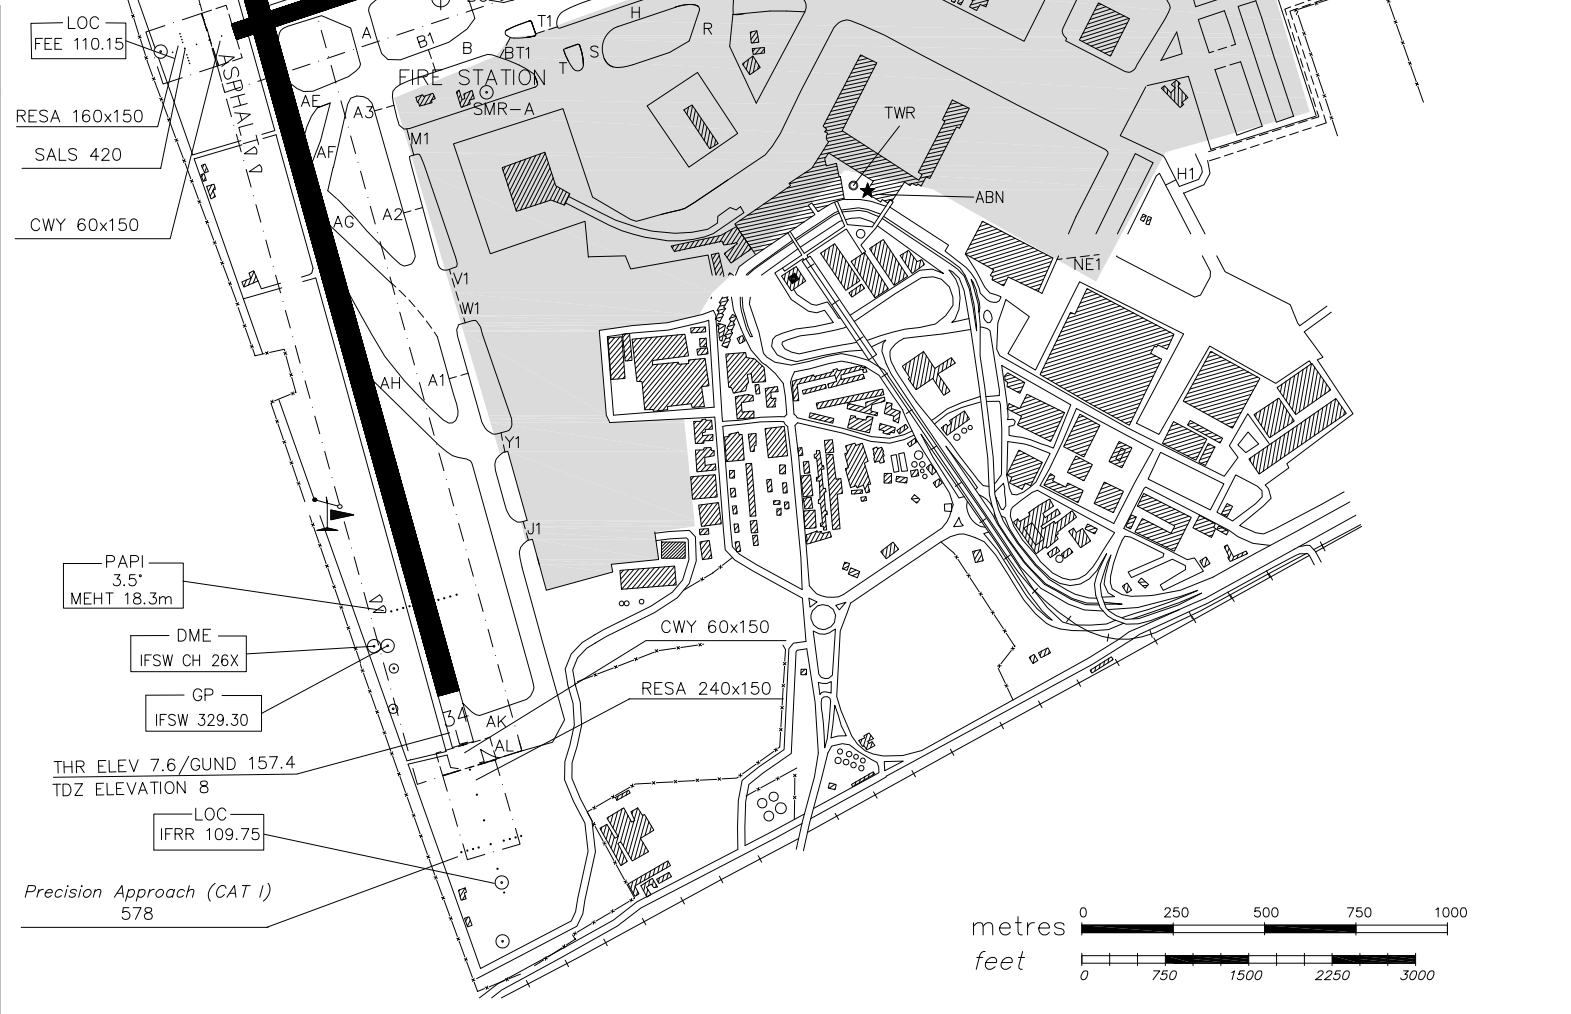 LOC
FEE 110.15
RESA 160x150
SALS 420
CWY 60x150
ASPHALT
A
B1
B
BT1
T1
T
S
H
R
FIRE STATION
SMR-A
AE
A3
AF
M1
AG
A2
V1
W1
AH
A1
Y1
J1
TWR
ABN
H1
NE1
PAPI
3.5°
MEHT 18.3m
DME
IFSW CH 26X
GP
IFSW 329.30
CWY 60x150
RESA 240x150
34
AK
AL
THR ELEV 7.6/GUND 157.4
TDZ ELEVATION 8
LOC
IFRR 109.75
Precision Approach (CAT I)
578
metres
0 250 500 750 1000
feet
0 750 1500 2250 3000